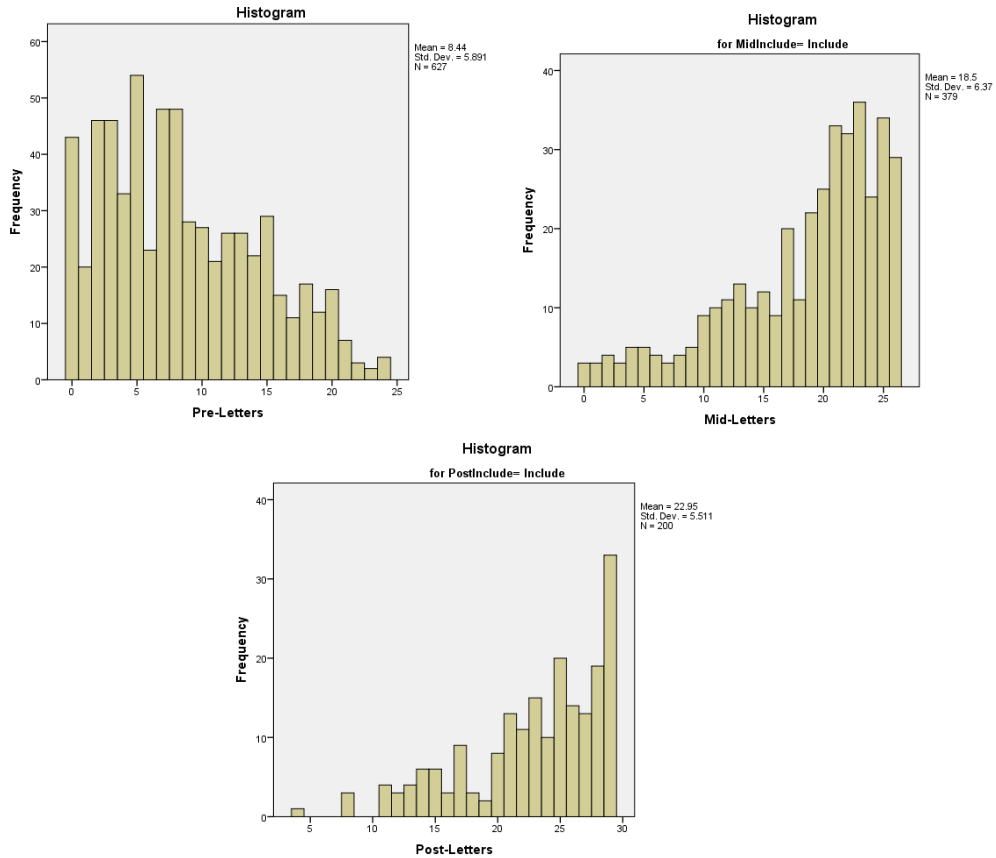 Histogram
Mean = 8.44
Std. Dev. = 5.891
N = 627
60
50
40
30
20
10
0
Frequency
0 5 10 15 20 25
Pre-Letters
Histogram
for MidInclude= Include
Mean = 18.5
Std. Dev. = 6.37
N = 379
40
30
20
10
0
Frequency
0 5 10 15 20 25
Mid-Letters
Histogram
for PostInclude= Include
Mean = 22.95
Std. Dev. = 5.511
N = 200
40
30
20
10
0
Frequency
5 10 15 20 25 30
Post-Letters